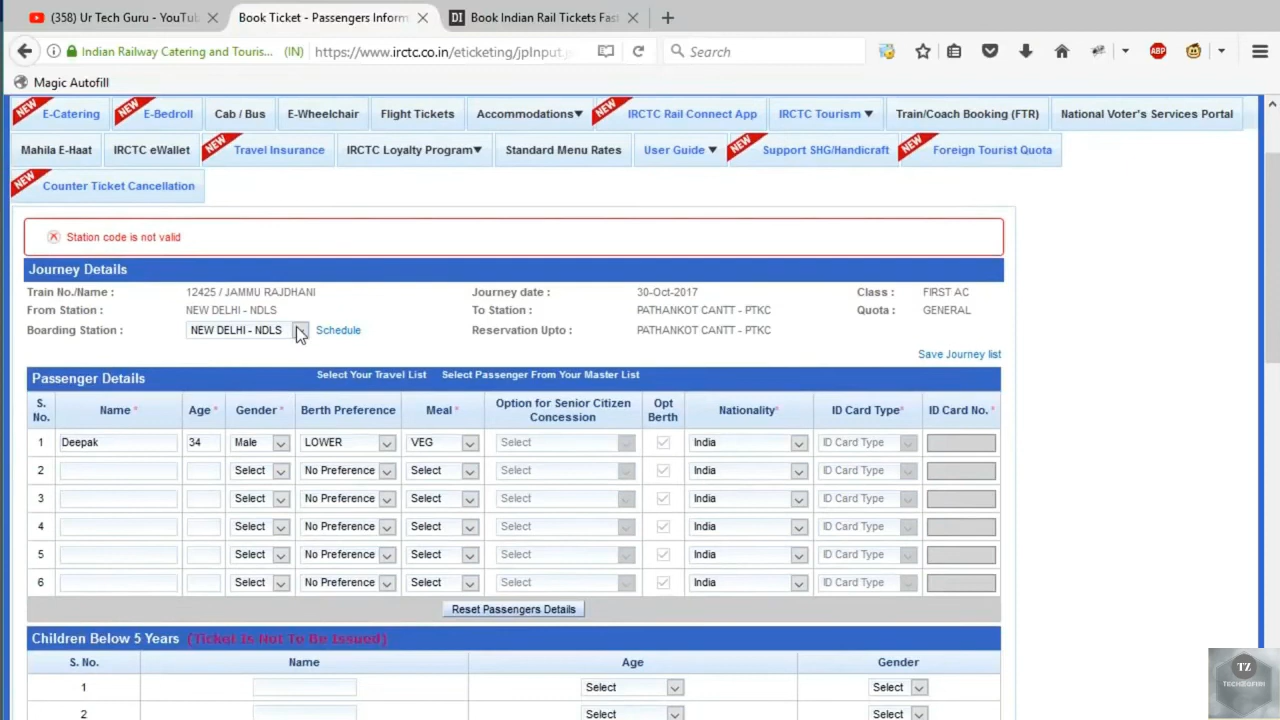 (358) Ur Tech Guru - YouTub
Book Ticket - Passengers Inform
DI Book Indian Rail Tickets Fas
Indian Railway Catering and Touris... (IN)
https://www.irctc.co.in/eticketing/jpInput.
Search
ABP
Magic Autofill
NEW E-Catering
NEW E-Bedroll
Cab / Bus
E-Wheelchair
Flight Tickets
Accommodations
NEW IRCTC Rail Connect App
IRCTC Tourism
Train/Coach Booking (FTR)
National Voter's Services Portal
Mahila E-Haat
IRCTC eWallet
NEW Travel Insurance
IRCTC Loyalty Program
Standard Menu Rates
User Guide
NEW Support SHG/Handicraft
NEW Foreign Tourist Quota
NEW Counter Ticket Cancellation
Station code is not valid
Journey Details
Train No./Name : 12425 / JAMMU RAJDHANI Journey date : 30-Oct-2017 Class : FIRST AC
From Station : NEW DELHI - NDLS To Station : PATHANKOT CANTT - PTKC Quota : GENERAL
Boarding Station : NEW DELHI - NDLS Schedule Reservation Upto : PATHANKOT CANTT - PTKC
Save Journey list
Passenger Details Select Your Travel List Select Passenger From Your Master List
S. No. Name * Age * Gender * Berth Preference Meal * Option for Senior Citizen Concession Opt Berth Nationality* ID Card Type* ID Card No. *
1 Deepak 34 Male LOWER VEG Select India ID Card Type
2 Select No Preference Select Select India ID Card Type
3 Select No Preference Select Select India ID Card Type
4 Select No Preference Select Select India ID Card Type
5 Select No Preference Select Select India ID Card Type
6 Select No Preference Select Select India ID Card Type
Reset Passengers Details
Children Below 5 Years (Ticket Is Not To Be Issued)
S. No. Name Age Gender
1 Select Select
2 Select Select
TZ